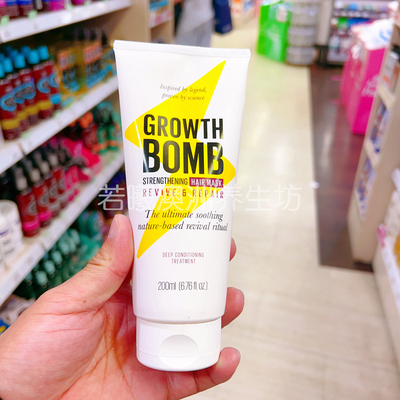 Inspired by legend,
proven by science
GROWTH
BOMB
STRENGTHENING HAIR MASK
REVIVE & REPAIR
The ultimate soothing
nature-based revival ritual
DEEP CONDITIONING
TREATMENT
200ml (6.76 fl.oz.)